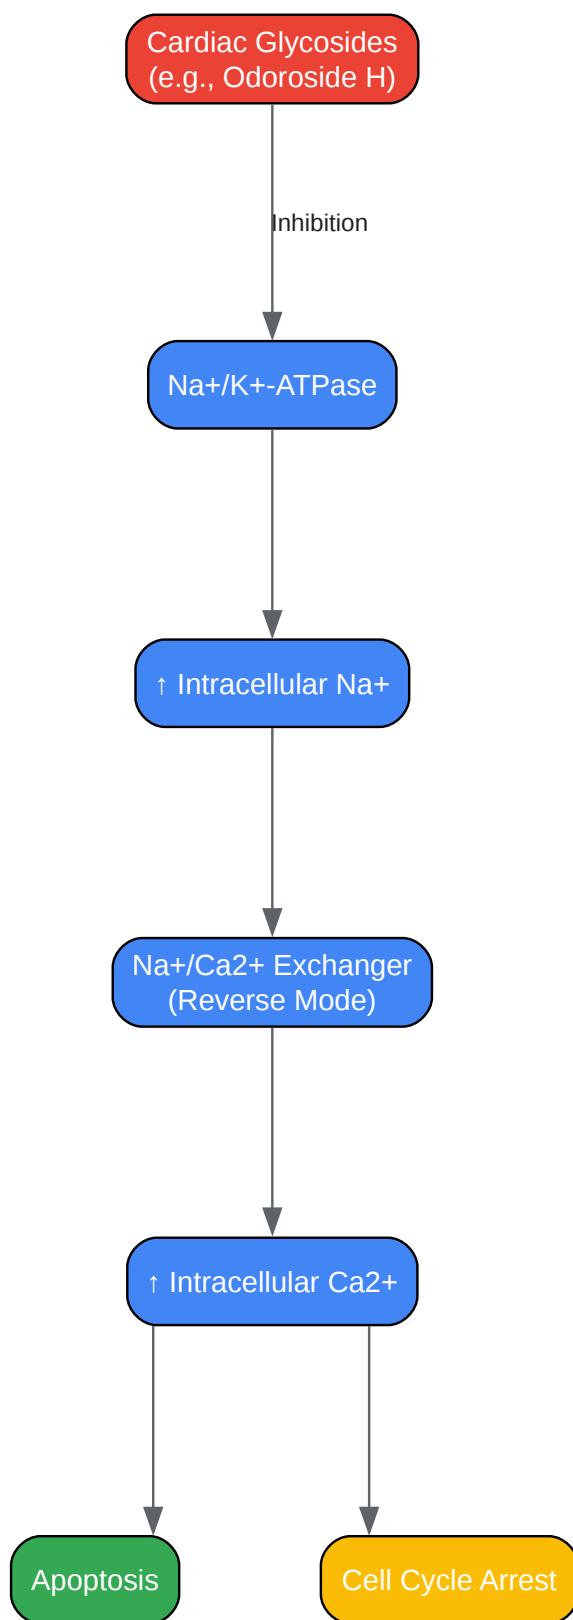 Cardiac Glycosides
(e.g., Odoroside H)
Inhibition
Na+/K+-ATPase
↑ Intracellular Na+
Na+/Ca2+ Exchanger
(Reverse Mode)
↑ Intracellular Ca2+
Apoptosis
Cell Cycle Arrest